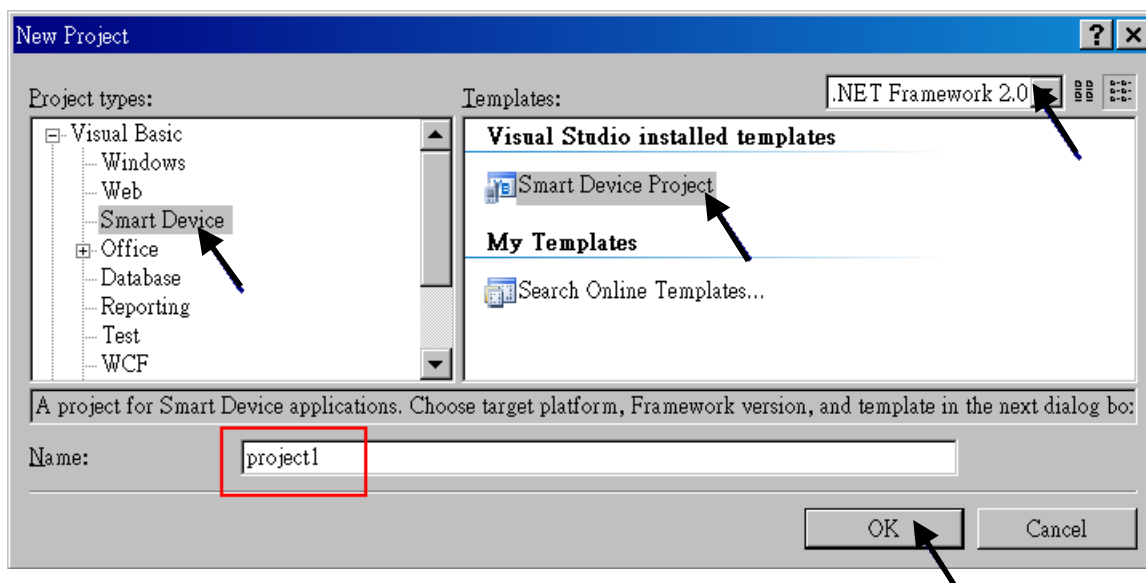 New Project
Project types:
Templates:
.NET Framework 2.0
Visual Basic
Windows
Web
Smart Device
Office
Database
Reporting
Test
WCF
Visual Studio installed templates
Smart Device Project
My Templates
Search Online Templates...
A project for Smart Device applications. Choose target platform, Framework version, and template in the next dialog bo:
Name:
project1
OK
Cancel